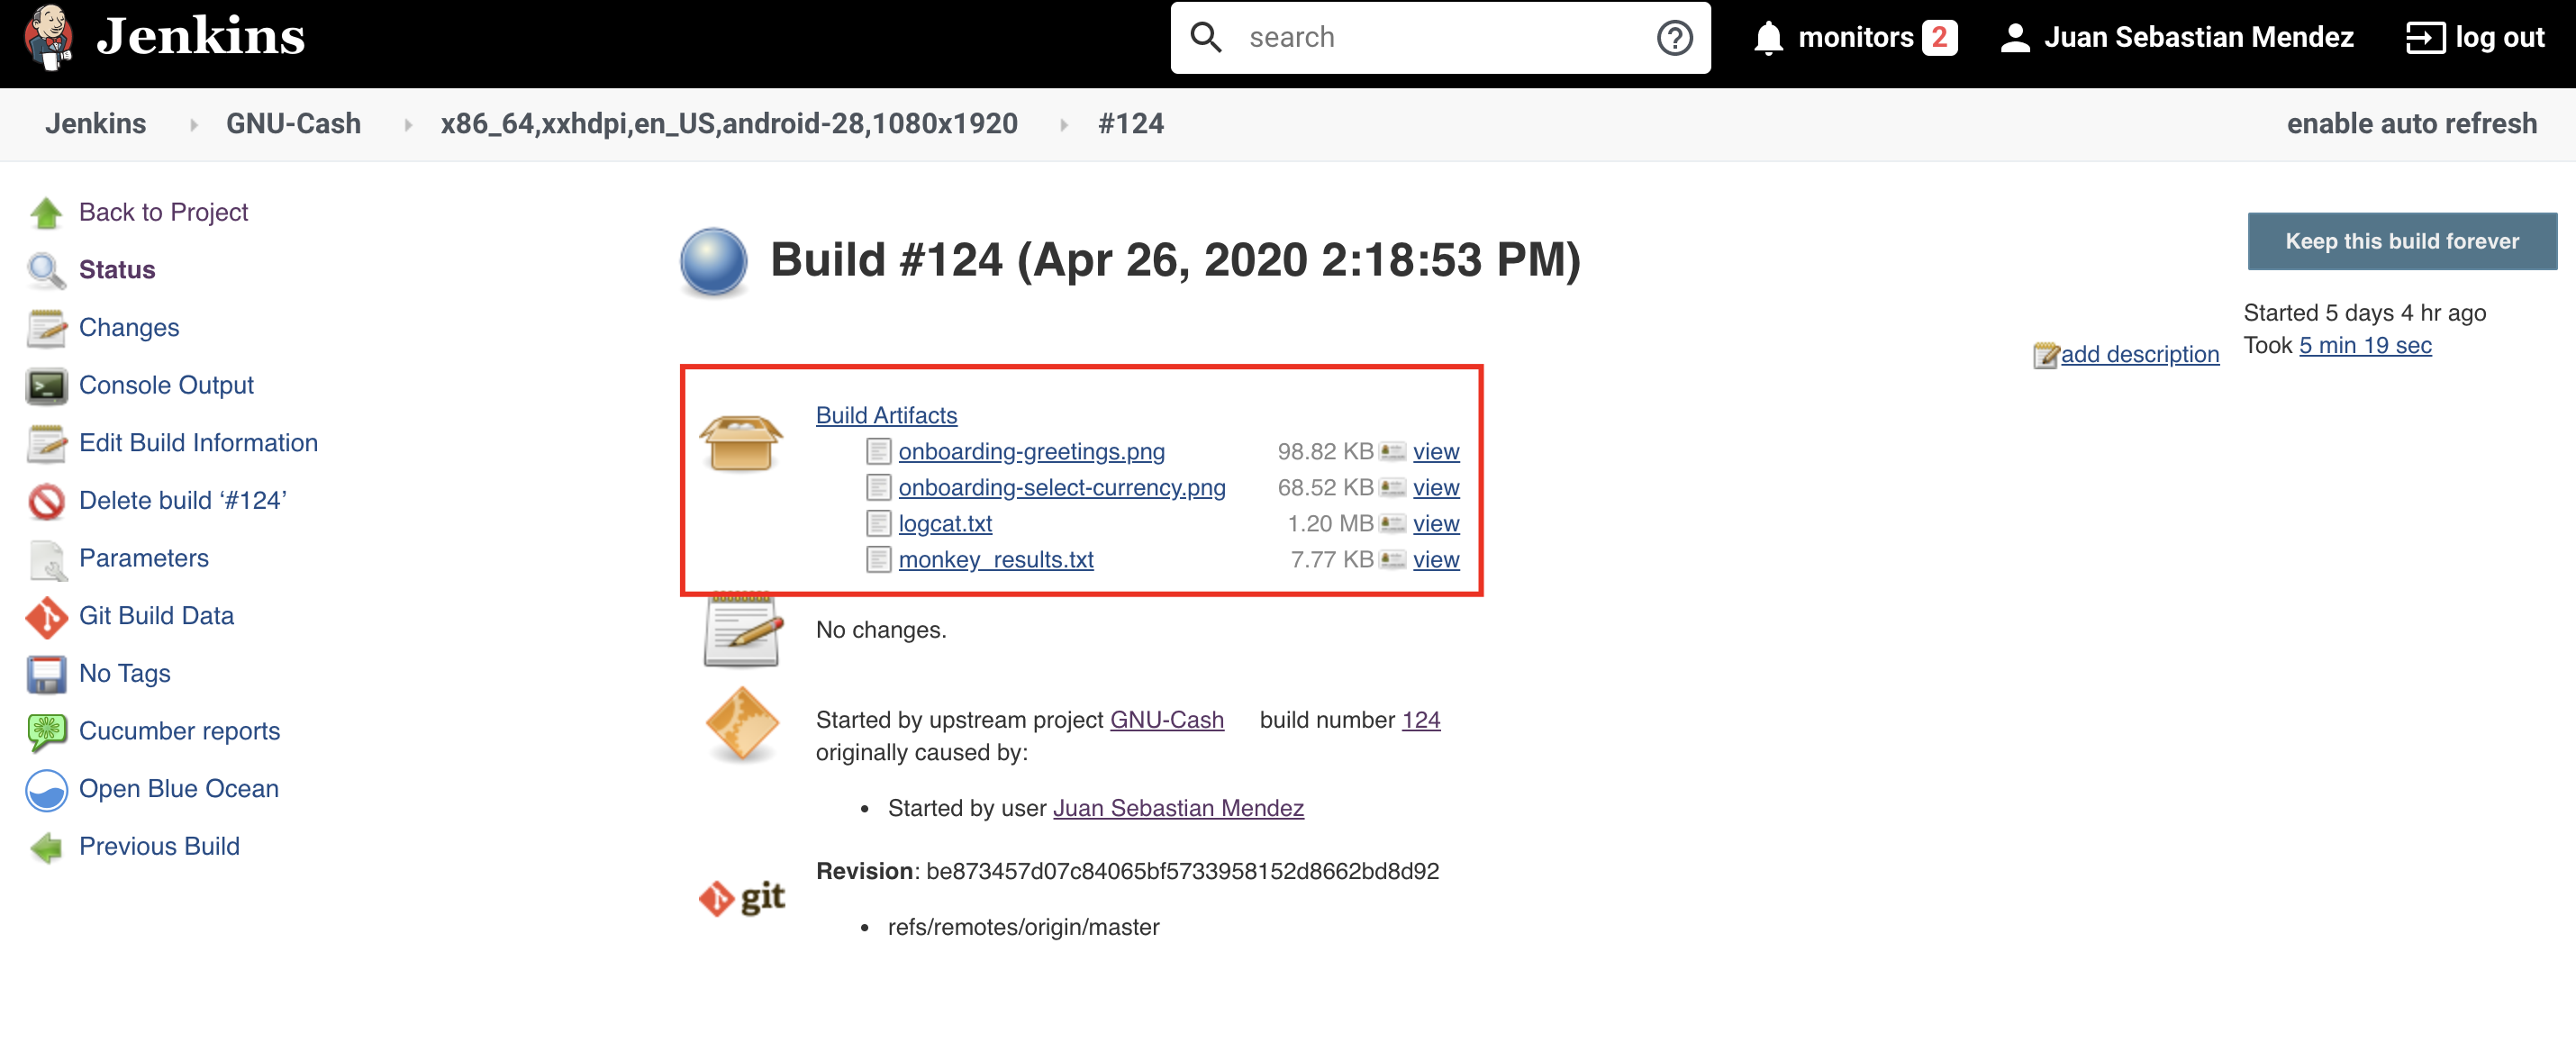 Jenkins
search
monitors 2
Juan Sebastian Mendez
log out
Jenkins
GNU-Cash
x86_64,xxhdpi,en_US,android-28,1080x1920
#124
enable auto refresh
Back to Project
Status
Changes
Console Output
Edit Build Information
Delete build ‘#124’
Parameters
Git Build Data
No Tags
Cucumber reports
Open Blue Ocean
Previous Build
Build #124 (Apr 26, 2020 2:18:53 PM)
Keep this build forever
Started 5 days 4 hr ago
Took 5 min 19 sec
add description
Build Artifacts
onboarding-greetings.png 98.82 KB view
onboarding-select-currency.png 68.52 KB view
logcat.txt 1.20 MB view
monkey_results.txt 7.77 KB view
No changes.
Started by upstream project GNU-Cash build number 124
originally caused by:
• Started by user Juan Sebastian Mendez
git
Revision: be873457d07c84065bf5733958152d8662bd8d92
• refs/remotes/origin/master